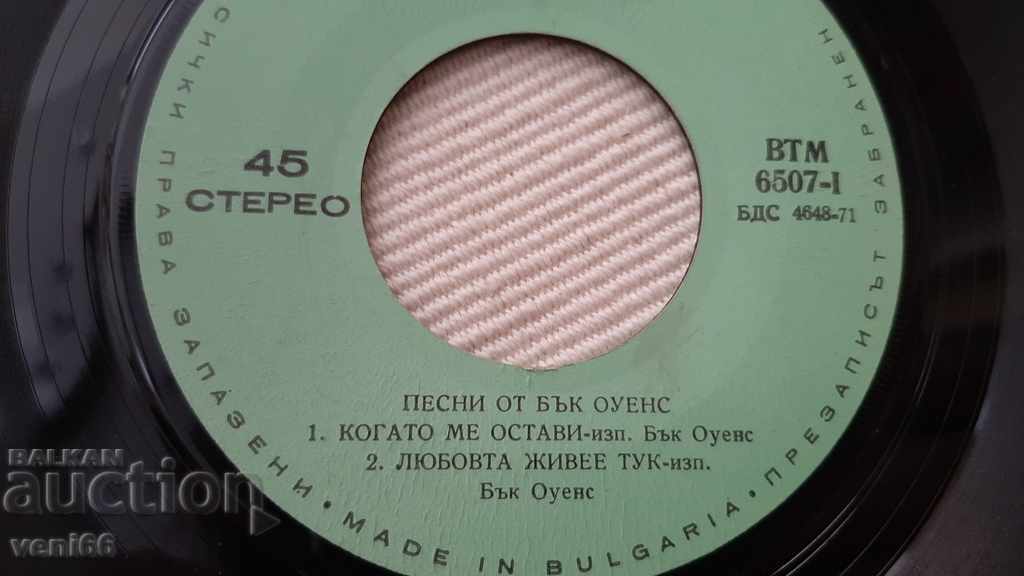 45
СТЕРЕО
ВТМ
6507-I
БДС 4648-71
ПЕСНИ ОТ БЪК ОУЕНС
1. КОГАТО МЕ ОСТАВИ-изп. Бък Оуенс
2. ЛЮБОВТА ЖИВЕЕ ТУК-изп.
Бък Оуенс
СИЧКИ ПРАВА ЗАПАЗЕНИ • MADE IN BULGARIA • ПРЕЗАПИСЪТ ЗАБРАНЕН
BALKAN
auction
veni66